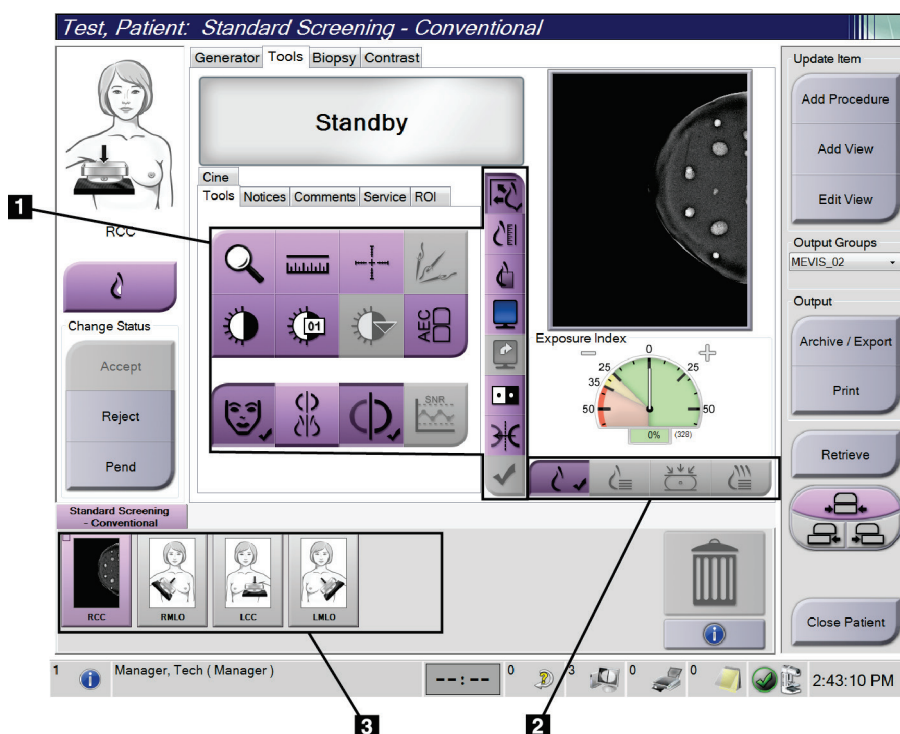 Test, Patient: Standard Screening - Conventional
Generator Tools Biopsy Contrast
Update Item
Standby
Add Procedure
Add View
Edit View
Cine
Tools Notices Comments Service ROI
1
RCC
01
AEC
SNR
Output Groups
MEVIS_02
Change Status
Accept
Reject
Pend
Exposure Index
0
25 25
35
50 50
0% (328)
Output
Archive / Export
Print
Retrieve
Standard Screening
- Conventional
RCC RMLO LCC LMLO
Close Patient
1 Manager, Tech ( Manager ) --:-- 0 3 0 0 2:43:10 PM
3 2